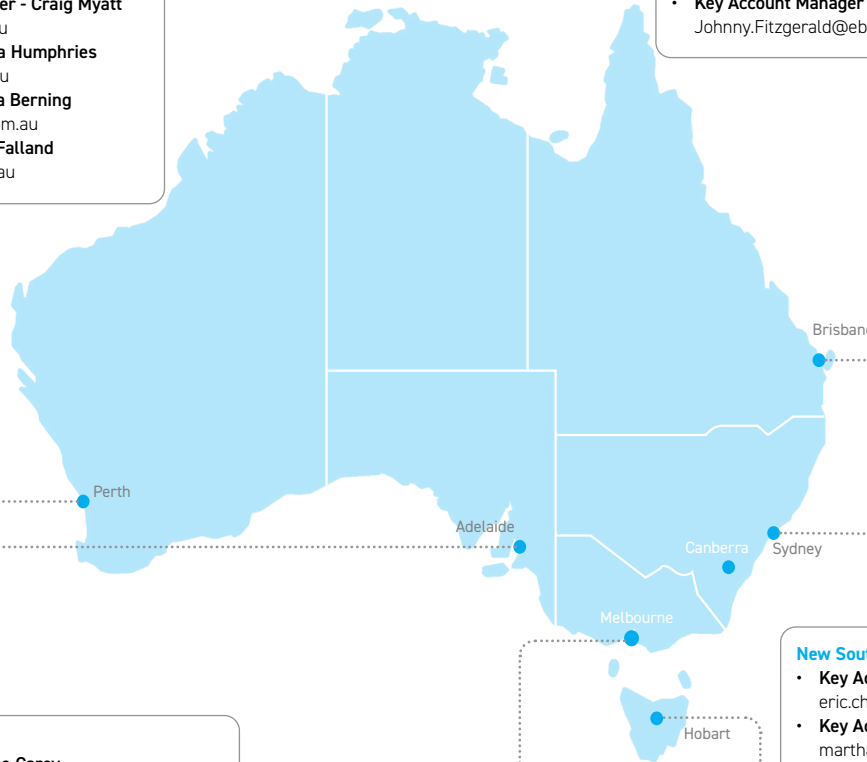 er - Craig Myatt
u
a Humphries
u
a Berning
m.au
Falland
au
• Key Account Manager
Johnny.Fitzgerald@eb
Brisban
Perth
Adelaide
Canberra
Sydney
Melbourne
Hobart
New Sout
• Key Ac
eric.ch
• Key Ac
martha